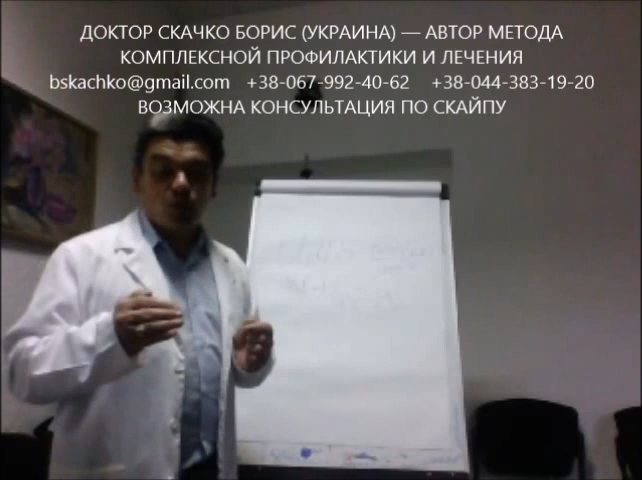 ДОКТОР СКАЧКО БОРИС (УКРАИНА) — АВТОР МЕТОДА
КОМПЛЕКСНОЙ ПРОФИЛАКТИКИ И ЛЕЧЕНИЯ
bskachko@gmail.com +38-067-992-40-62 +38-044-383-19-20
ВОЗМОЖНА КОНСУЛЬТАЦИЯ ПО СКАЙПУ